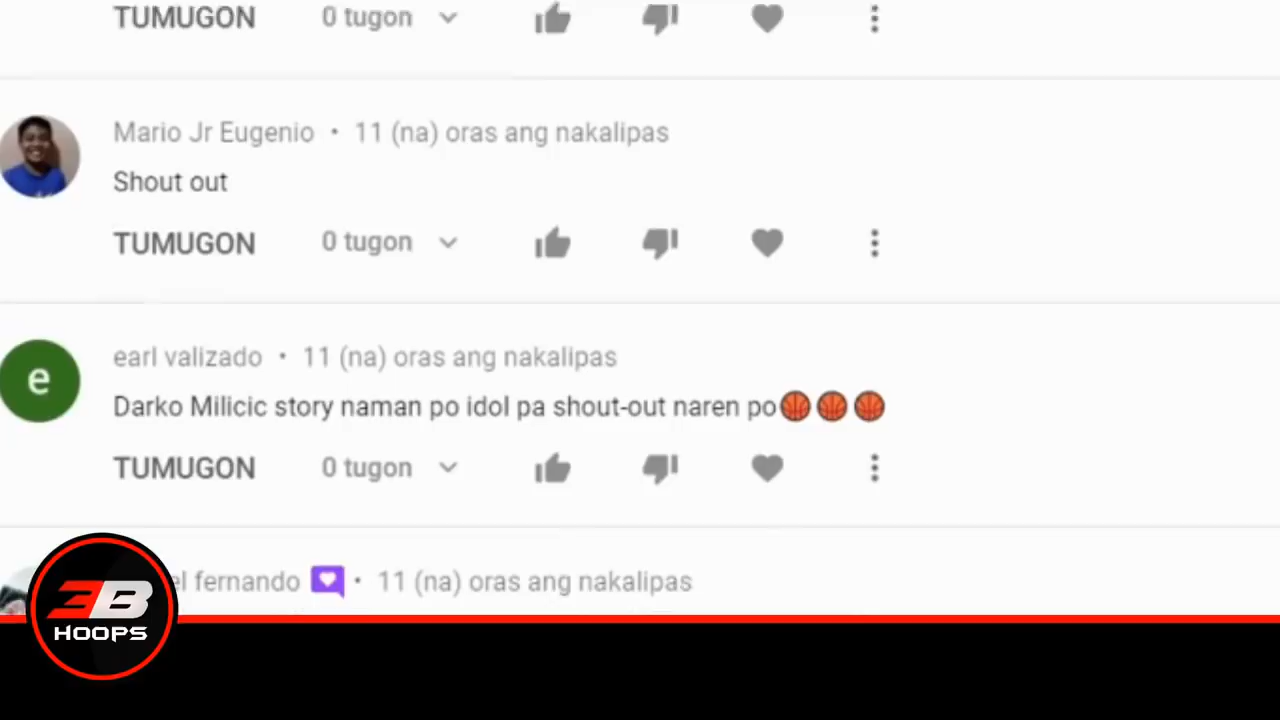 TUMUGON 0 tugon
Mario Jr Eugenio • 11 (na) oras ang nakalipas
Shout out
TUMUGON 0 tugon
earl valizado • 11 (na) oras ang nakalipas
Darko Milicic story naman po idol pa shout-out naren po🏀🏀🏀
TUMUGON 0 tugon
e
fernando • 11 (na) oras ang nakalipas
3B
HOOPS